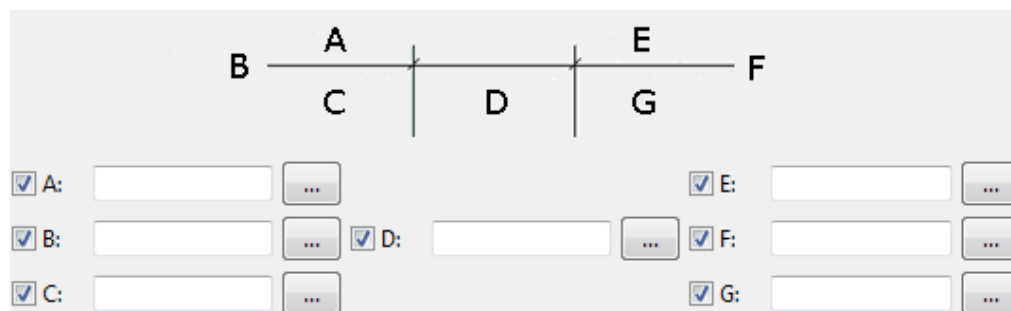 A E
B F
C D G
A: ... E: ...
B: ... D: ... F: ...
C: ... G: ...